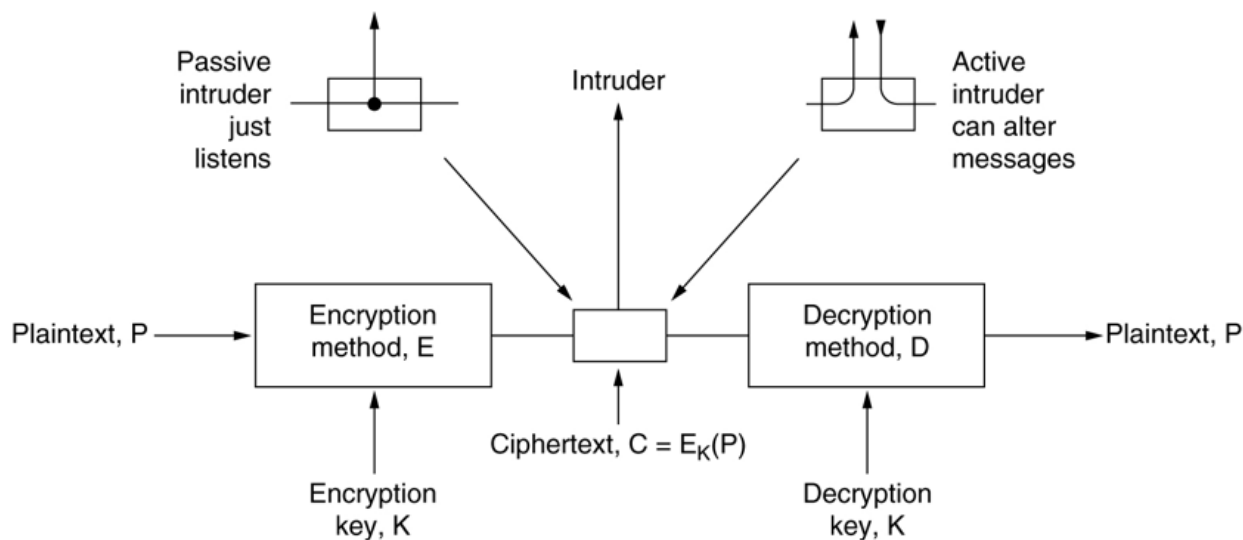 Passive
intruder
just
listens
Intruder
Active
intruder
can alter
messages
Plaintext, P
Encryption
method, E
Decryption
method, D
Plaintext, P
Ciphertext, C = E_K(P)
Encryption
key, K
Decryption
key, K